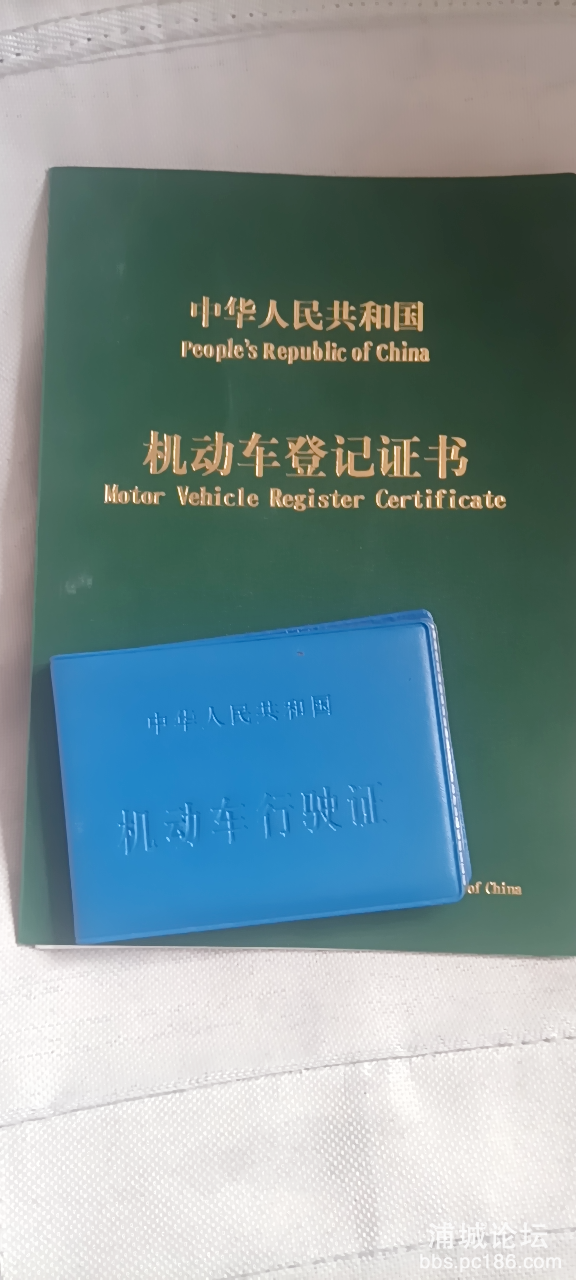 中华人民共和国
People's Republic of China
机动车登记证书
Motor Vehicle Register Certificate
中华人民共和国
机动车行驶证
of China
浦城论坛
bbs.pc186.com